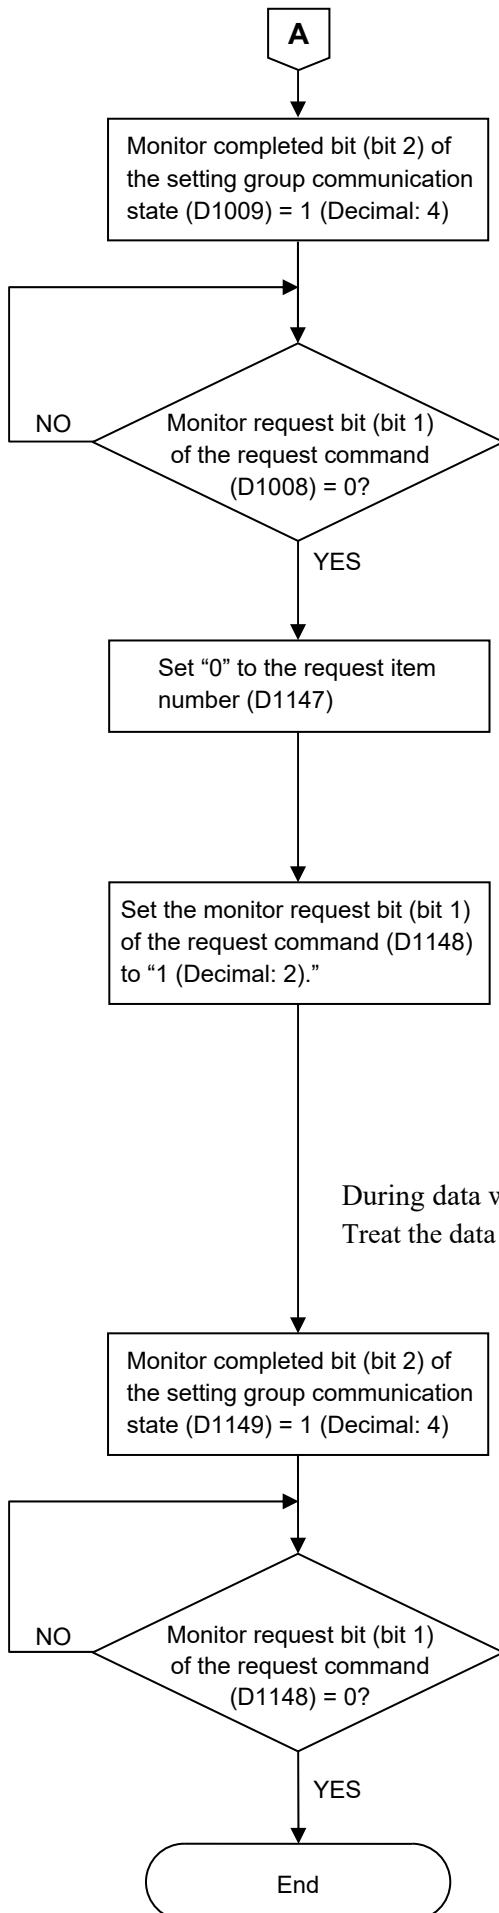 A
Monitor completed bit (bit 2) of
the setting group communication
state (D1009) = 1 (Decimal: 4)
NO
Monitor request bit (bit 1)
of the request command
(D1008) = 0?
YES
Set “0” to the request item
number (D1147)
Set the monitor request bit (bit 1)
of the request command (D1148)
to “1 (Decimal: 2).”
During data
Treat the data
Monitor completed bit (bit 2) of
the setting group communication
state (D1149) = 1 (Decimal: 4)
NO
Monitor request bit (bit 1)
of the request command
(D1148) = 0?
YES
End